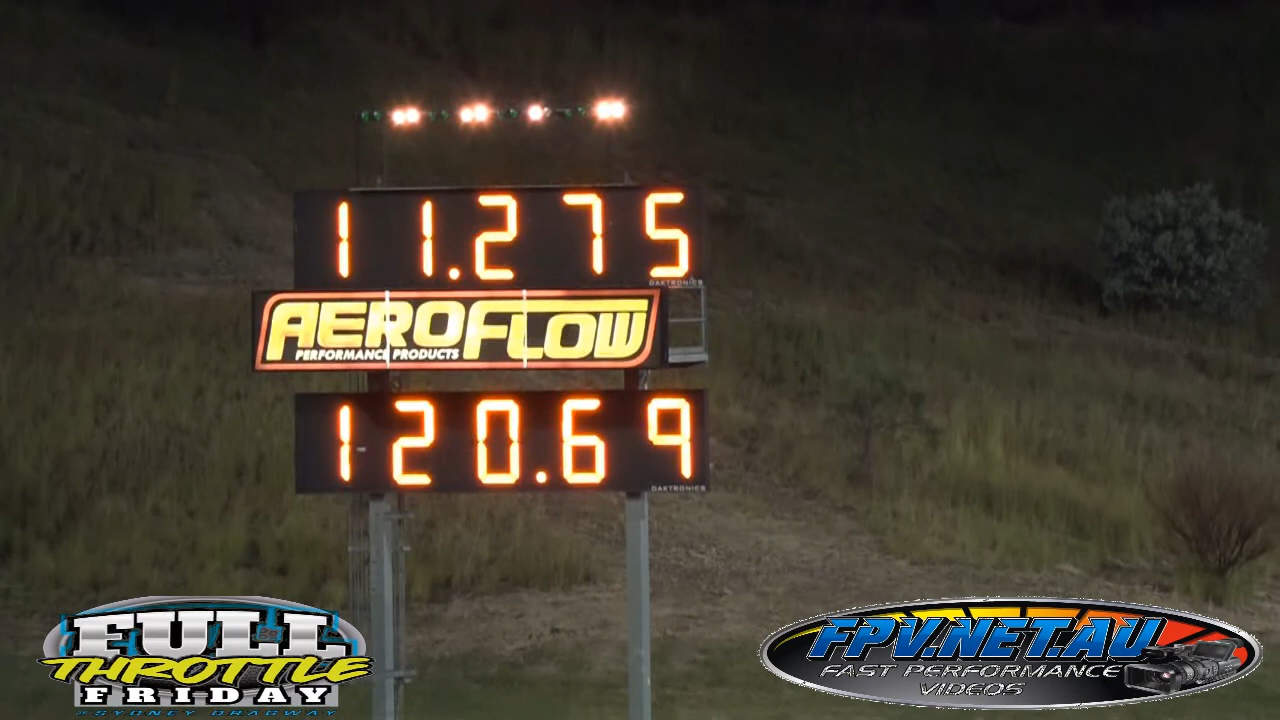 11.275
DAKTRONICS
AEROFLOW
PERFORMANCE PRODUCTS
120.69
DAKTRONICS
FULL
THROTTLE
FRIDAY
@ SYDNEY DRAGWAY
FPV.NET.AU
FAST PERFORMANCE
VIDEOS